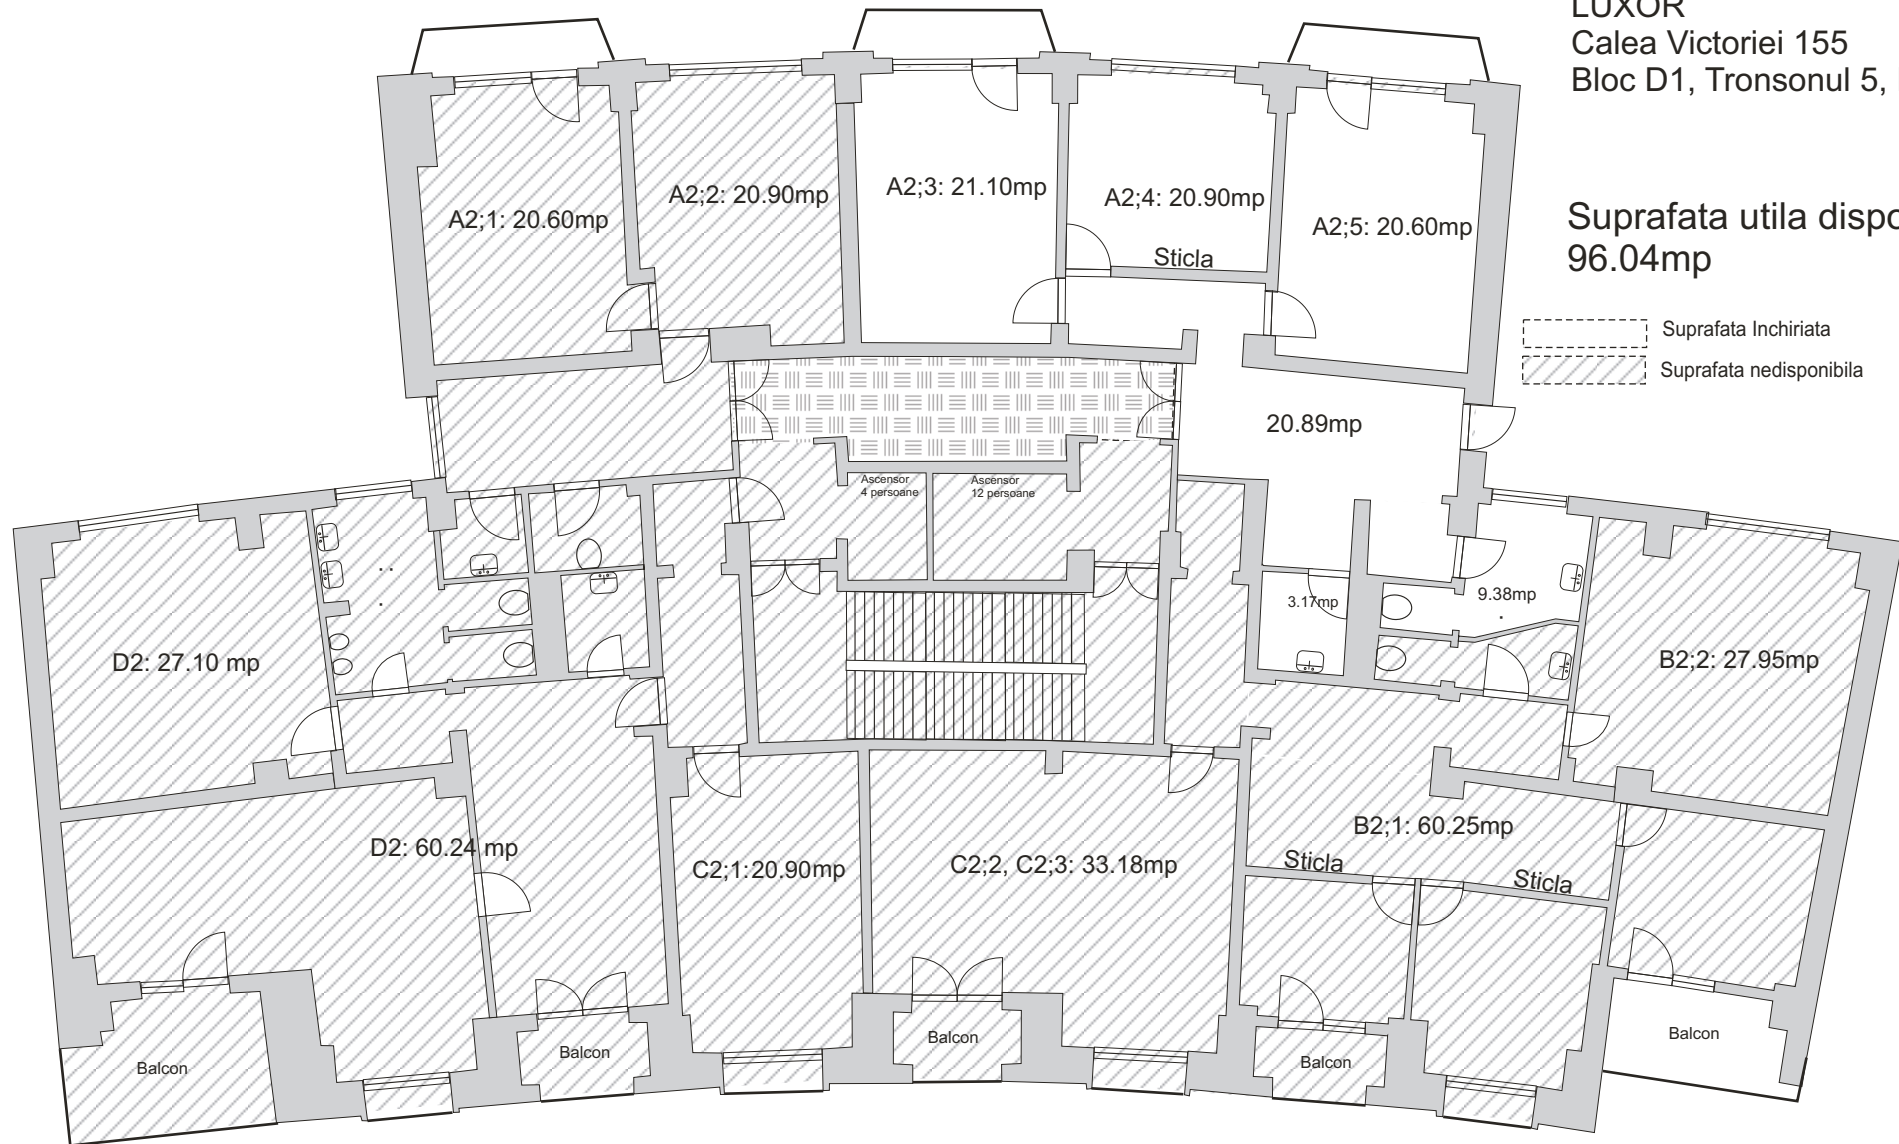 LUXOR
Calea Victoriei 155
Bloc D1, Tronsonul 5,
A2;1: 20.60mp
A2;2: 20.90mp
A2;3: 21.10mp
A2;4: 20.90mp
Sticla
A2;5: 20.60mp
Suprafata utila
96.04mp
Suprafata Inchiriata
Suprafata nedisponibila
20.89mp
Ascensor
4 persoane
Ascensor
12 persoane
3.17mp
9.38mp
D2: 27.10 mp
B2;2: 27.95mp
D2: 60.24 mp
C2;1:20.90mp
C2;2, C2;3: 33.18mp
B2;1: 60.25mp
Sticla
Sticla
Balcon
Balcon
Balcon
Balcon
Balcon